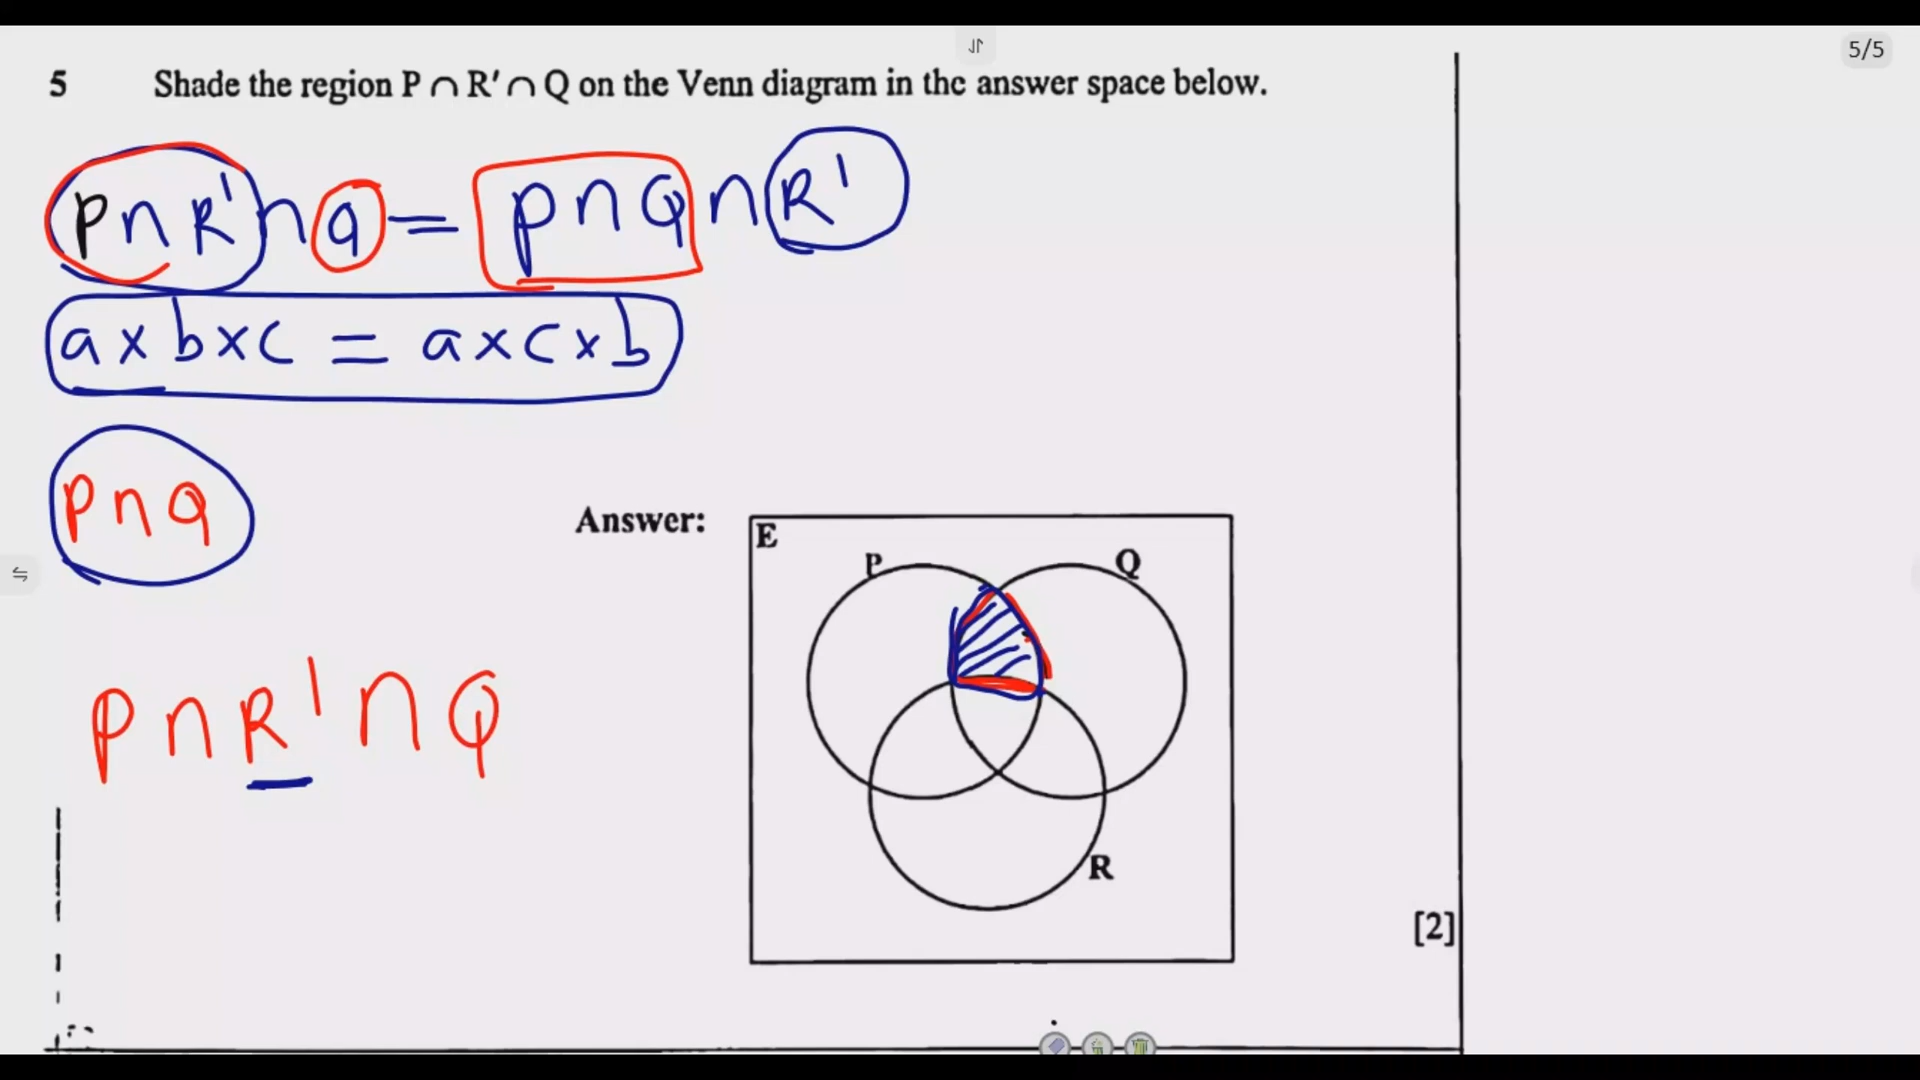 5/5
5 Shade the region P ∩ R′ ∩ Q on the Venn diagram in the answer space below.
P ∩ R' ∩ Q = P ∩ Q ∩ R'
a × b × c = a × c × b
P ∩ Q
Answer:
E
P
Q
P ∩ R' ∩ Q
R
[2]